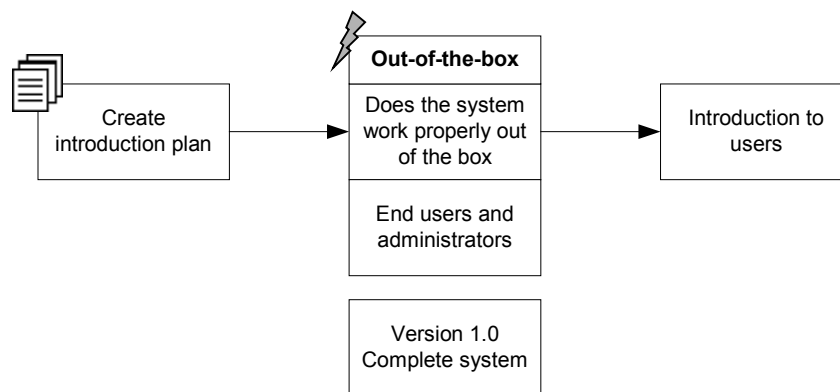 Create
introduction plan
Out-of-the-box
Does the system
work properly out
of the box
End users and
administrators
Version 1.0
Complete system
Introduction to
users